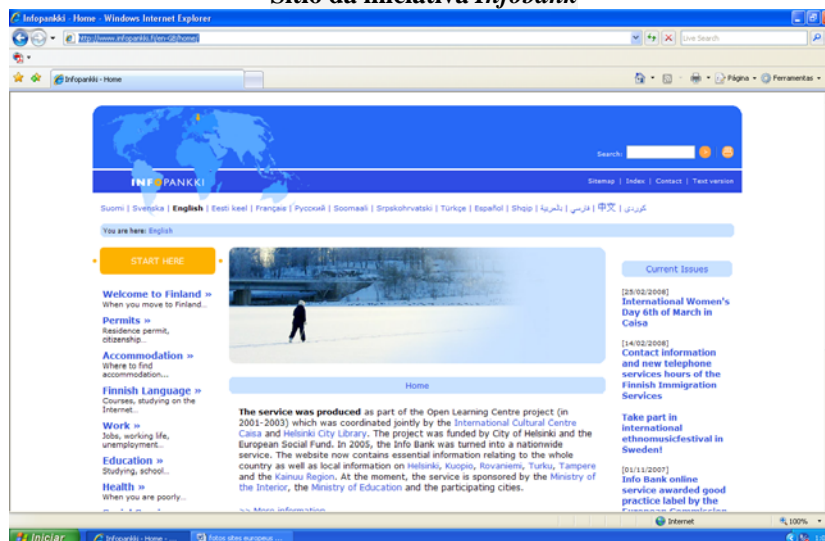 Sítio da iniciativa Infobank
Infopankki - Home - Windows Internet Explorer
http://www.infopankki.fi/en-GB/home/
Live Search
Infopankki - Home
Página
Ferramentas
Search:
INFOPANKKI
Sitemap | Index | Contact | Text version
Suomi | Svenska | English | Eesti keel | Français | Русский | Soomaali | Srpskohrvatski | Türkçe | Español | Shqip | بالعربية | فارسي | 中文 | كوردی
You are here: English
START HERE
Welcome to Finland »
When you move to Finland...
Permits »
Residence permit,
citizenship...
Accommodation »
Where to find
accommodation...
Finnish Language »
Courses, studying on the
Internet...
Work »
Jobs, working life,
unemployment...
Education »
Studying, school...
Health »
When you are poorly...
Home
The service was produced as part of the Open Learning Centre project (in
2001-2003) which was coordinated jointly by the International Cultural Centre
Caisa and Helsinki City Library. The project was funded by City of Helsinki and the
European Social Fund. In 2005, the Info Bank was turned into a nationwide
service. The website now contains essential information relating to the whole
country as well as local information on Helsinki, Kuopio, Rovaniemi, Turku, Tampere
and the Kainuu Region. At the moment, the service is sponsored by the Ministry of
the Interior, the Ministry of Education and the participating cities.
>> More information
Current Issues
[25/02/2008]
International Women's
Day 6th of March in
Caisa
[14/02/2008]
Contact information
and new telephone
services hours of the
Finnish Immigration
Services
Take part in
international
ethnomusicfestival in
Sweden!
[01/11/2007]
Info Bank online
service awarded good
practice label by the
European Commission
Internet
100%
Iniciar
Infopankki - Home - ...
fotos sites europeus ...